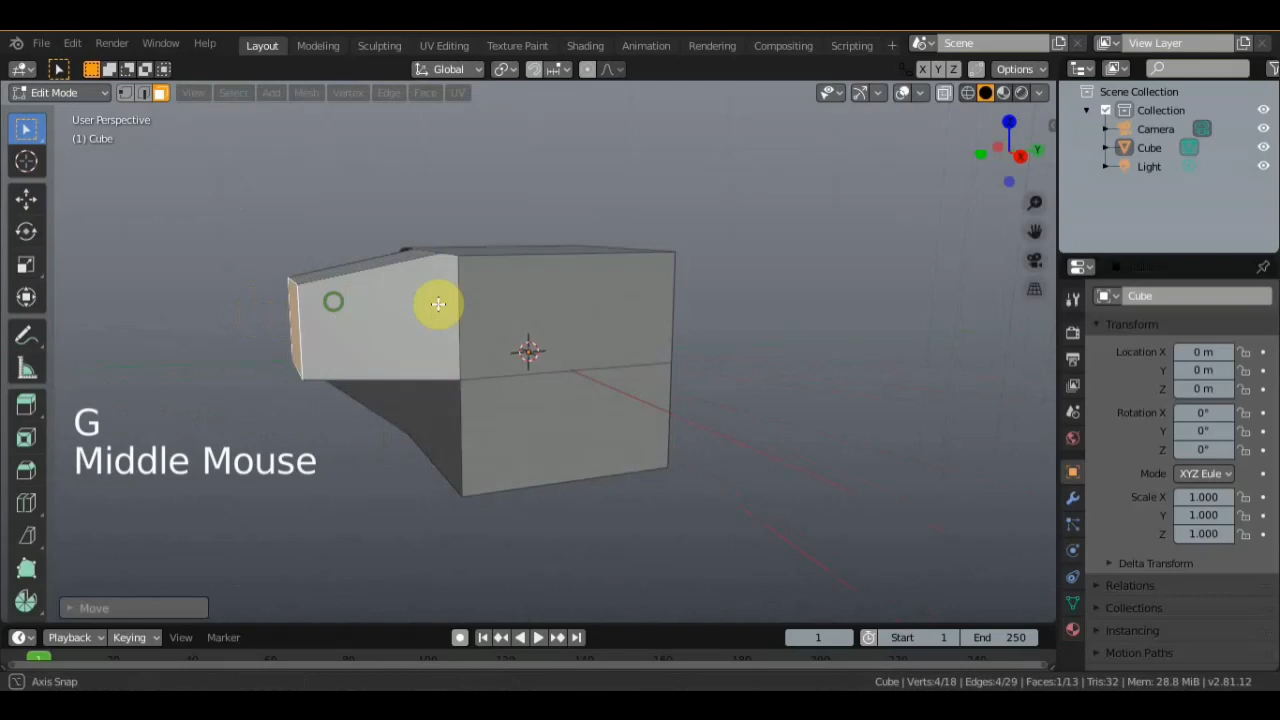 File Edit Render Window Help Layout Modeling Sculpting UV Editing Texture Paint Shading Animation Rendering Compositing Scripting + Scene View Layer
Global X Y Z Options
Edit Mode View Select Add Mesh Vertex Edge Face UV
User Perspective
(1) Cube
Z
Y
X
Scene Collection
Collection
Camera
Cube
Light
Cube
Transform
Location X 0 m
Y 0 m
Z 0 m
Rotation X 0°
Y 0°
Z 0°
Mode XYZ Eule
Scale X 1.000
Y 1.000
Z 1.000
Delta Transform
Relations
Collections
Instancing
Motion Paths
G
Middle Mouse
Move
Playback Keying View Marker 1 Start 1 End 250
1
Axis Snap
Cube | Verts:4/18 | Edges:4/29 | Faces:1/13 | Tris:32 | Mem: 28.8 MiB | v2.81.12